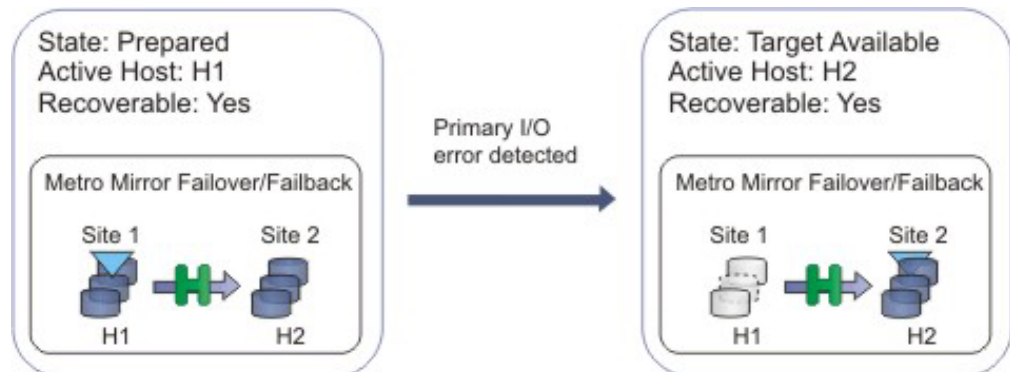 State: Prepared
Active Host: H1
Recoverable: Yes
Metro Mirror Failover/Failback
Site 1
Site 2
H1
H2
Primary I/O
error detected
State: Target Available
Active Host: H2
Recoverable: Yes
Metro Mirror Failover/Failback
Site 1
Site 2
H1
H2